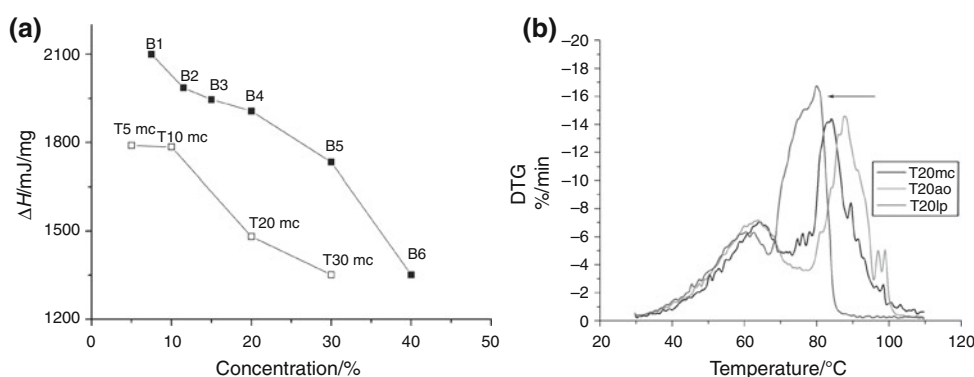 (a)
2100
1800
1500
1200
ΔH/mJ/mg
B1
B2
B3
B4
B5
B6
T5 mc
T10 mc
T20 mc
T30 mc
0
10
20
30
40
50
Concentration/%
(b)
–20
–18
–16
–14
–12
–10
–8
–6
–4
–2
0
DTG
%/min
T20mc
T20ao
T20lp
20
40
60
80
100
120
Temperature/°C